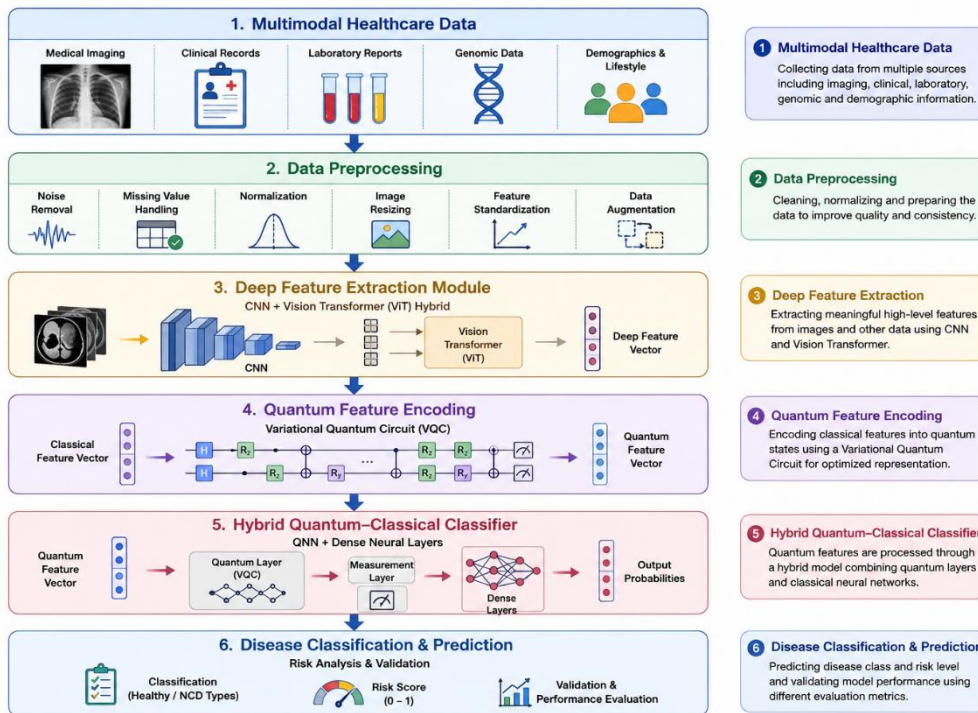 1. Multimodal Healthcare Data
Medical Imaging
Clinical Records
Laboratory Reports
Genomic Data
Demographics &
Lifestyle
2. Data Preprocessing
Noise
Removal
Missing Value
Handling
Normalization
Image
Resizing
Feature
Standardization
Data
Augmentation
3. Deep Feature Extraction Module
CNN + Vision Transformer (ViT) Hybrid
CNN
Vision
Transformer
(ViT)
Deep Feature
Vector
4. Quantum Feature Encoding
Variational Quantum Circuit (VQC)
Classical
Feature Vector
H Rz ... Rz Rz
H Rz Ry Rz Ry
Quantum
Feature
Vector
5. Hybrid Quantum–Classical Classifier
QNN + Dense Neural Layers
Quantum
Feature
Vector
Quantum Layer
(VQC)
Measurement
Layer
Dense
Layers
Output
Probabilities
6. Disease Classification & Prediction
Risk Analysis & Validation
Classification
(Healthy / NCD Types)
Risk Score
(0 – 1)
Validation &
Performance Evaluation
1 Multimodal Healthcare Data
Collecting data from multiple sources
including imaging, clinical, laboratory,
genomic and demographic information.
2 Data Preprocessing
Cleaning, normalizing and preparing the
data to improve quality and consistency.
3 Deep Feature Extraction
Extracting meaningful high-level features
from images and other data using CNN
and Vision Transformer.
4 Quantum Feature Encoding
Encoding classical features into quantum
states using a Variational Quantum
Circuit for optimized representation.
5 Hybrid Quantum–Classical Classifie
Quantum features are processed through
a hybrid model combining quantum layers
and classical neural networks.
6 Disease Classification & Prediction
Predicting disease class and risk level
and validating model performance using
different evaluation metrics.